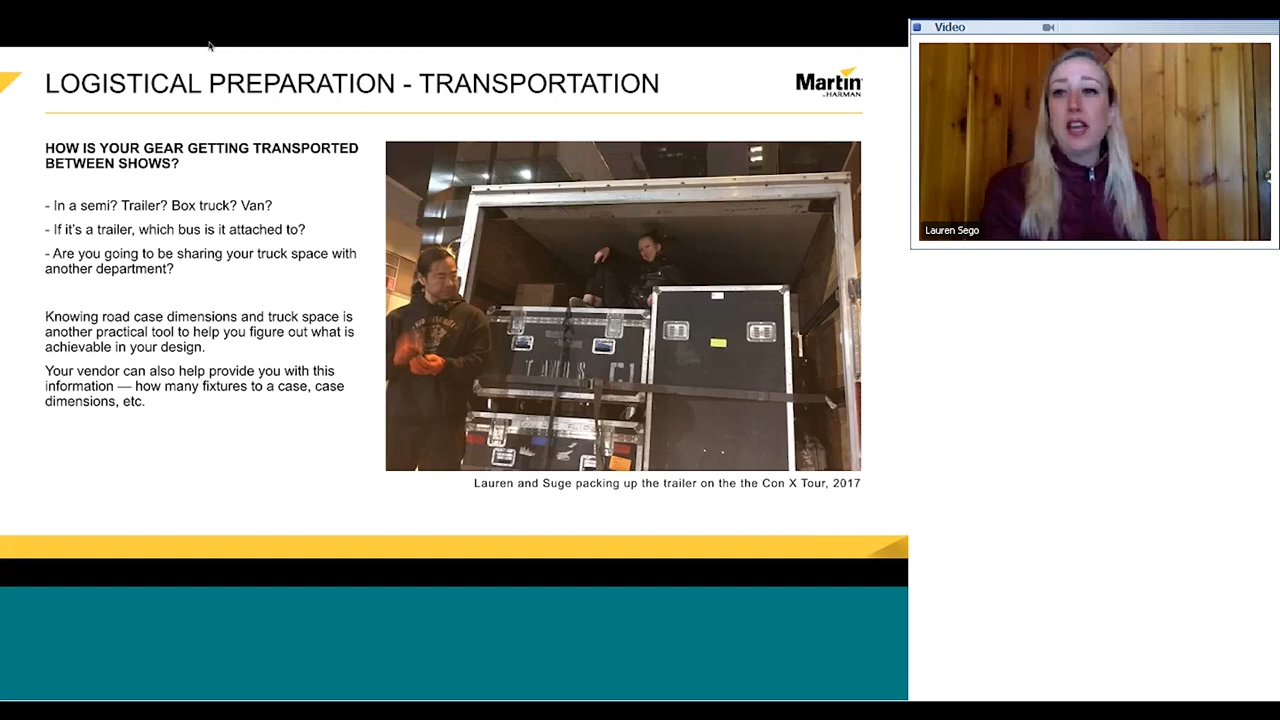 Video
LOGISTICAL PREPARATION - TRANSPORTATION
Martin
by HARMAN
HOW IS YOUR GEAR GETTING TRANSPORTED
BETWEEN SHOWS?
- In a semi? Trailer? Box truck? Van?
- If it's a trailer, which bus is it attached to?
- Are you going to be sharing your truck space with
another department?
Knowing road case dimensions and truck space is
another practical tool to help you figure out what is
achievable in your design.
Your vendor can also help provide you with this
information — how many fixtures to a case, case
dimensions, etc.
Lauren and Suge packing up the trailer on the the Con X Tour, 2017
Lauren Sego